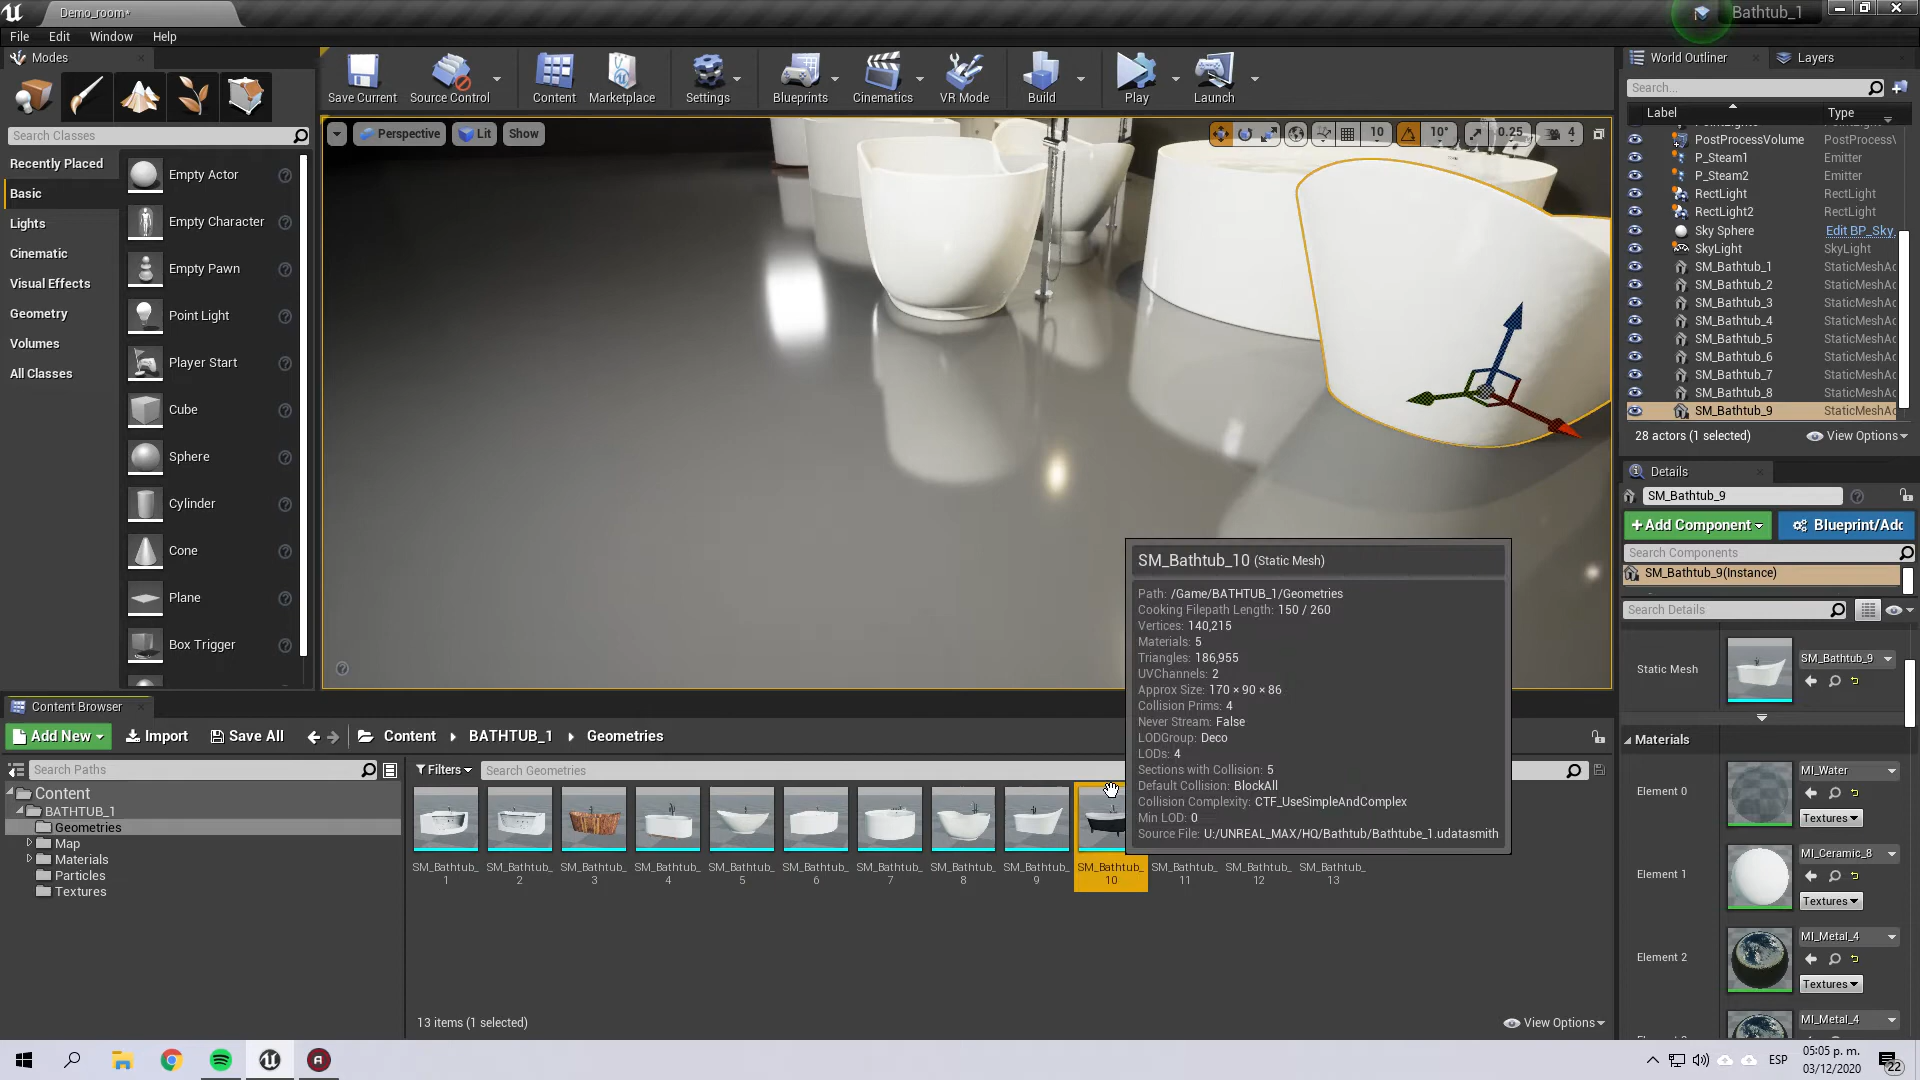 Demo_room*
Bathtub_1
File Edit Window Help
Modes
Search Classes
Recently Placed
Basic
Lights
Cinematic
Visual Effects
Geometry
Volumes
All Classes
Empty Actor
Empty Character
Empty Pawn
Point Light
Player Start
Cube
Sphere
Cylinder
Cone
Plane
Box Trigger
Save Current Source Control Content Marketplace Settings Blueprints Cinematics VR Mode Build Play Launch
Perspective Lit Show
10 10° 0.25 4
World Outliner Layers
Search...
Label Type
PostProcessVolume PostProcessV
P_Steam1 Emitter
P_Steam2 Emitter
RectLight RectLight
RectLight2 RectLight
Sky Sphere Edit BP_Sky
SkyLight SkyLight
SM_Bathtub_1 StaticMeshAc
SM_Bathtub_2 StaticMeshAc
SM_Bathtub_3 StaticMeshAc
SM_Bathtub_4 StaticMeshAc
SM_Bathtub_5 StaticMeshAc
SM_Bathtub_6 StaticMeshAc
SM_Bathtub_7 StaticMeshAc
SM_Bathtub_8 StaticMeshAc
SM_Bathtub_9 StaticMeshAc
28 actors (1 selected) View Options
Details
SM_Bathtub_9
+Add Component Blueprint/Adc
Search Components
SM_Bathtub_9(Instance)
Search Details
Static Mesh
SM_Bathtub_9
Materials
Element 0 MI_Water
Textures
Element 1 MI_Ceramic_8
Textures
Element 2 MI_Metal_4
Textures
MI_Metal_4
SM_Bathtub_10 (Static Mesh)
Path: /Game/BATHTUB_1/Geometries
Cooking Filepath Length: 150 / 260
Vertices: 140,215
Materials: 5
Triangles: 186,955
UVChannels: 2
Approx Size: 170 × 90 × 86
Collision Prims: 4
Never Stream: False
LODGroup: Deco
LODs: 4
Sections with Collision: 5
Default Collision: BlockAll
Collision Complexity: CTF_UseSimpleAndComplex
Min LOD: 0
Source File: U:/UNREAL_MAX/HQ/Bathtub/Bathtube_1.udatasmith
Content Browser
Add New Import Save All Content BATHTUB_1 Geometries
Search Paths
Filters Search Geometries
Content
BATHTUB_1
Geometries
Map
Materials
Particles
Textures
SM_Bathtub_ SM_Bathtub_ SM_Bathtub_ SM_Bathtub_ SM_Bathtub_ SM_Bathtub_ SM_Bathtub_ SM_Bathtub_ SM_Bathtub_ SM_Bathtub_ SM_Bathtub_ SM_Bathtub_ SM_Bathtub_
1 2 3 4 5 6 7 8 9 10 11 12 13
13 items (1 selected) View Options
ESP
05:05 p. m.
03/12/2020
22